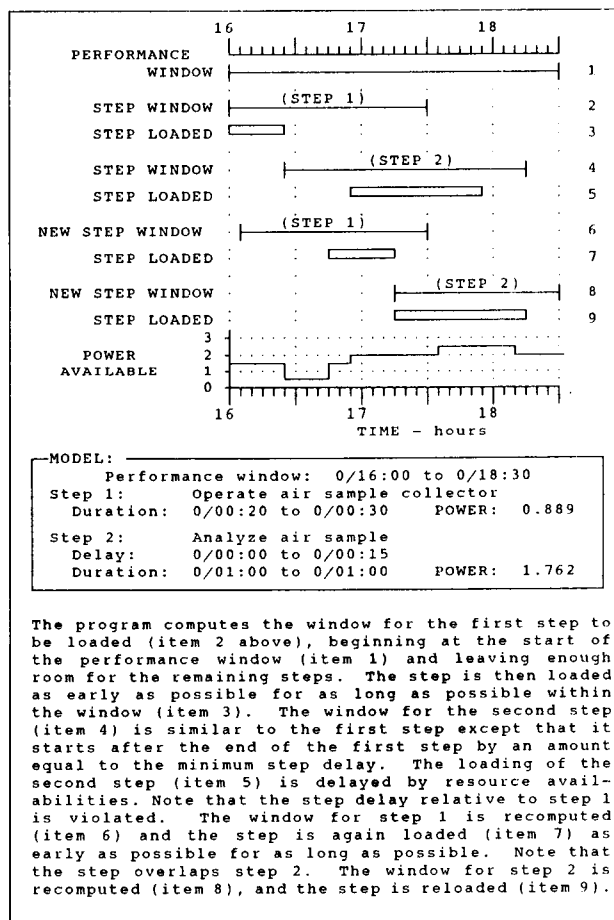 16 17 18
PERFORMANCE
WINDOW 1
(STEP 1)
STEP WINDOW 2
STEP LOADED 3
(STEP 2)
STEP WINDOW 4
STEP LOADED 5
(STEP 1)
NEW STEP WINDOW 6
STEP LOADED 7
(STEP 2)
NEW STEP WINDOW 8
STEP LOADED 9
3
POWER 2
AVAILABLE 1
0
16 17 18
TIME - hours
MODEL:
Performance window: 0/16:00 to 0/18:30
Step 1: Operate air sample collector
Duration: 0/00:20 to 0/00:30 POWER: 0.889
Step 2: Analyze air sample
Delay: 0/00:00 to 0/00:15
Duration: 0/01:00 to 0/01:00 POWER: 1.762
The program computes the window for the first step to
be loaded (item 2 above), beginning at the start of
the performance window (item 1) and leaving enough
room for the remaining steps. The step is then loaded
as early as possible for as long as possible within
the window (item 3). The window for the second step
(item 4) is similar to the first step except that it
starts after the end of the first step by an amount
equal to the minimum step delay. The loading of the
second step (item 5) is delayed by resource avail-
abilities. Note that the step delay relative to step 1
is violated. The window for step 1 is recomputed
(item 6) and the step is again loaded (item 7) as
early as possible for as long as possible. Note that
the step overlaps step 2. The window for step 2 is
recomputed (item 8), and the step is reloaded (item 9).